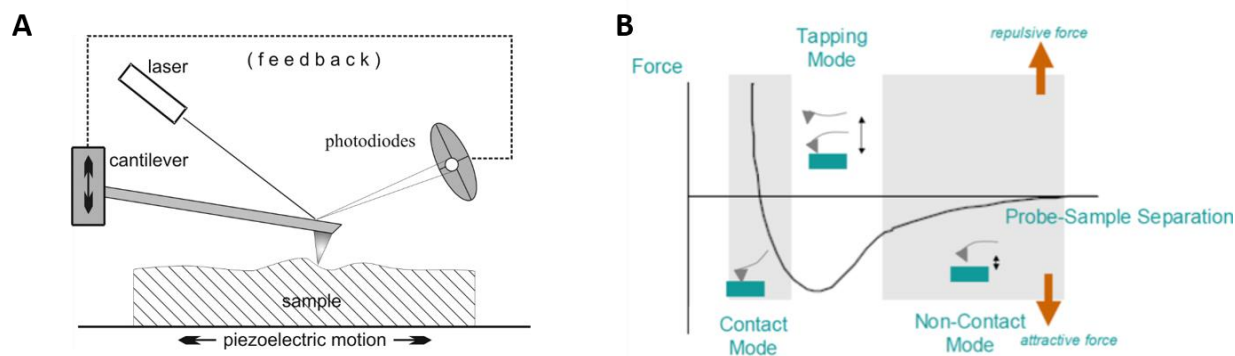 A
(feedback)
laser
photodiodes
cantilever
sample
piezoelectric motion
B
Tapping
Mode
repulsive force
Force
Probe-Sample Separation
Contact
Mode
Non-Contact
Mode
attractive force